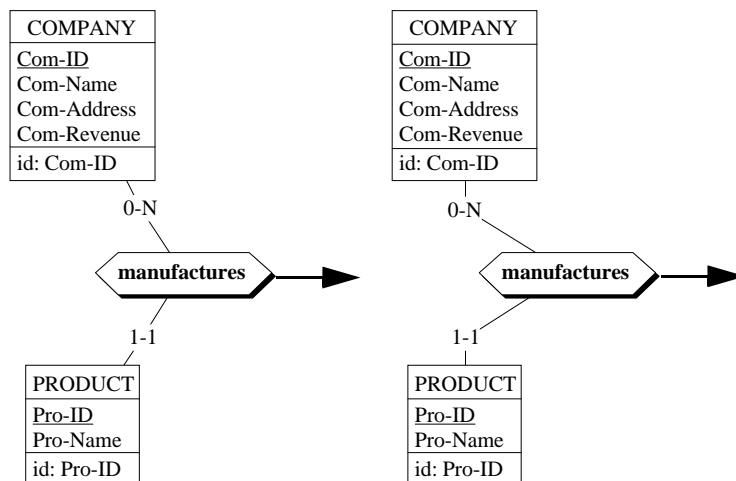 COMPANY
Com-ID
Com-Name
Com-Address
Com-Revenue
id: Com-ID
0-N
manufactures
1-1
PRODUCT
Pro-ID
Pro-Name
id: Pro-ID
COMPANY
Com-ID
Com-Name
Com-Address
Com-Revenue
id: Com-ID
0-N
manufactures
1-1
PRODUCT
Pro-ID
Pro-Name
id: Pro-ID